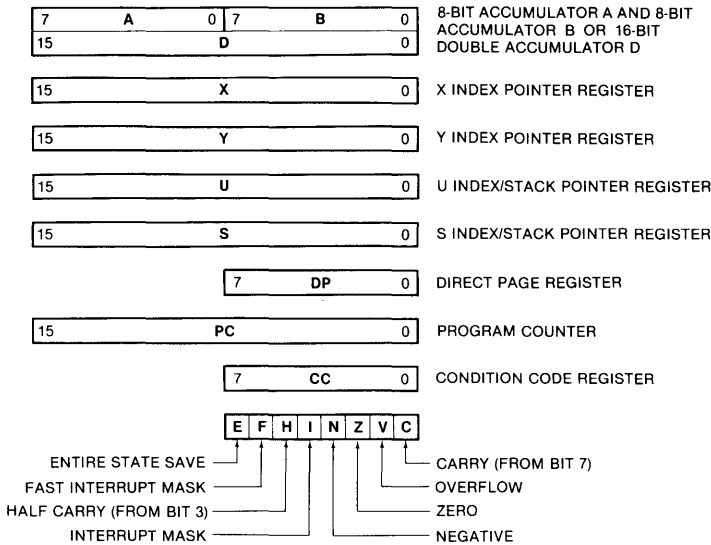 7 A 0 7 B 0
15 D 0
8-BIT ACCUMULATOR A AND 8-BIT
ACCUMULATOR B OR 16-BIT
DOUBLE ACCUMULATOR D
15 X 0 X INDEX POINTER REGISTER
15 Y 0 Y INDEX POINTER REGISTER
15 U 0 U INDEX/STACK POINTER REGISTER
15 S 0 S INDEX/STACK POINTER REGISTER
7 DP 0 DIRECT PAGE REGISTER
15 PC 0 PROGRAM COUNTER
7 CC 0 CONDITION CODE REGISTER
E F H I N Z V C
ENTIRE STATE SAVE
FAST INTERRUPT MASK
HALF CARRY (FROM BIT 3)
INTERRUPT MASK
CARRY (FROM BIT 7)
OVERFLOW
ZERO
NEGATIVE